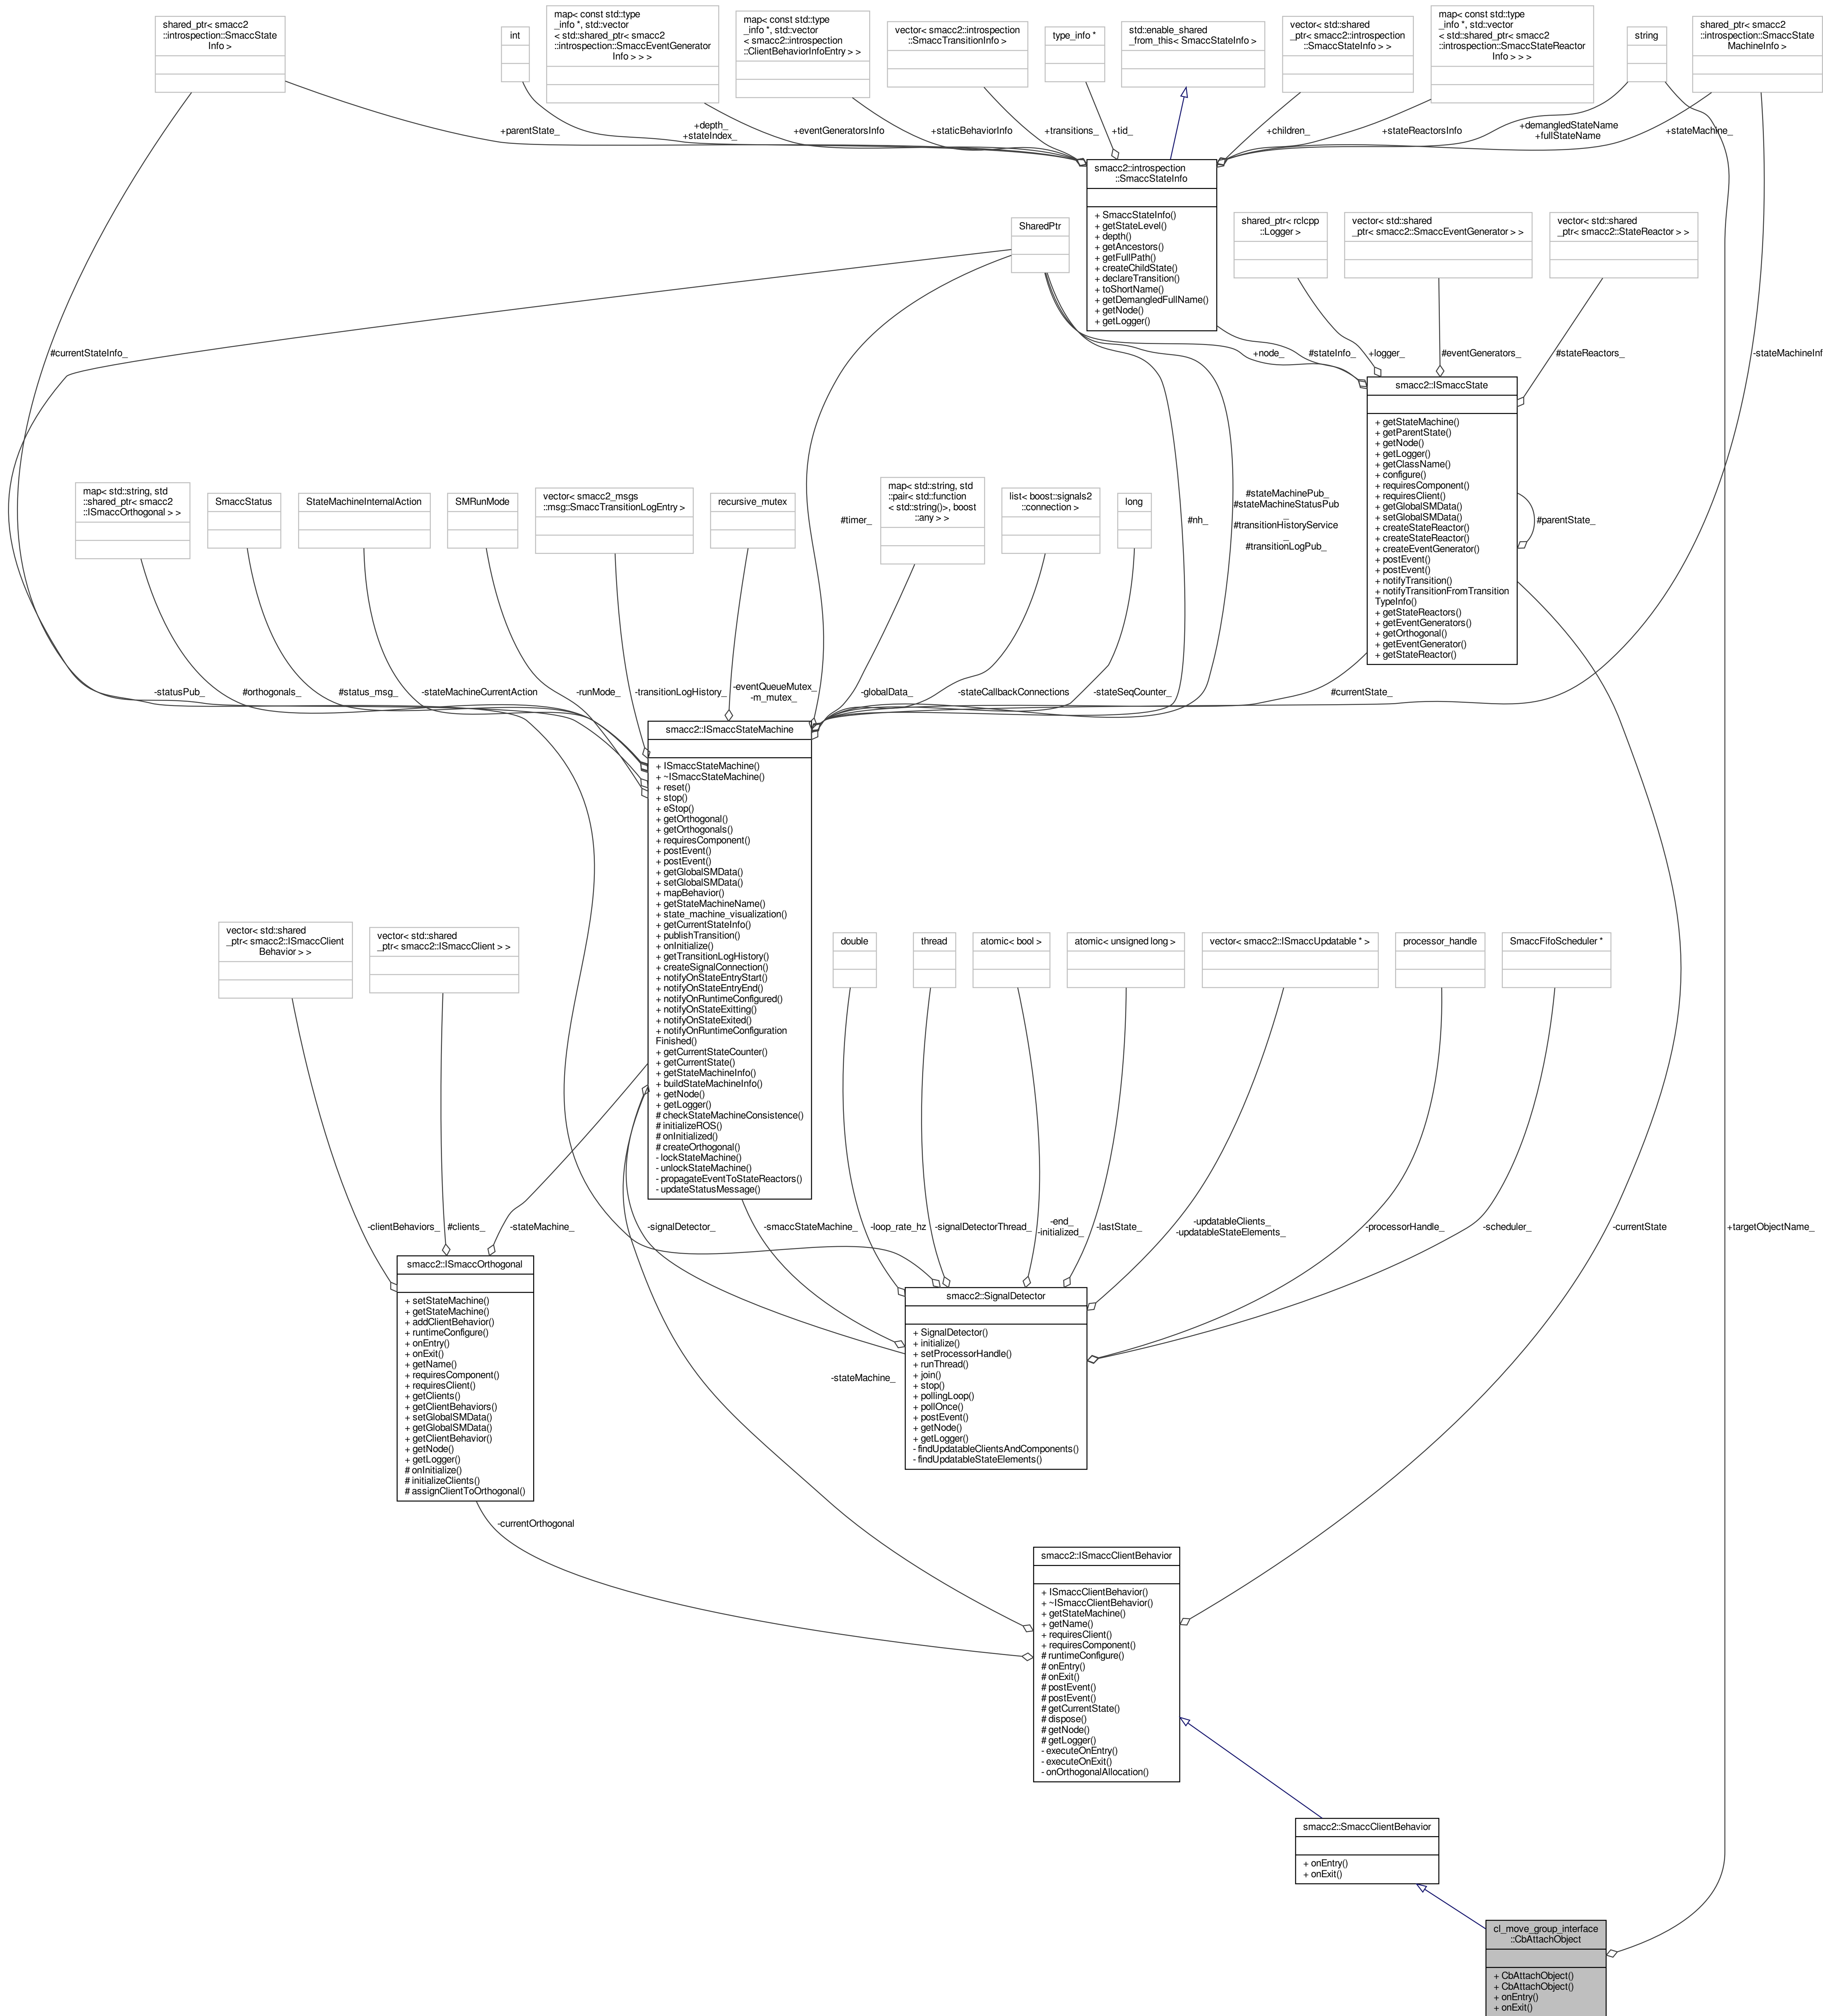 shared_ptr< smacc2
::introspection::SmaccState
Info >
int
map< const std::type
_info *, std::vector
< std::shared_ptr< smacc2
::introspection::SmaccEventGenerator
Info > > >
map< const std::type
_info *, std::vector
< smacc2::introspection
::ClientBehaviorInfoEntry > >
vector< smacc2::introspection
::SmaccTransitionInfo >
type_info *
std::enable_shared
_from_this< SmaccStateInfo >
vector< std::shared
_ptr< smacc2::introspection
::SmaccStateInfo > >
map< const std::type
_info *, std::vector
< std::shared_ptr< smacc2
::introspection::SmaccStateReactor
Info > > >
string
shared_ptr< smacc2
::introspection::SmaccState
MachineInfo >
+parentState_
+depth_
+stateIndex_
+eventGeneratorsInfo
+staticBehaviorInfo
+transitions_
+tid_
+children_
+stateReactorsInfo
+demangledStateName
+fullStateName
+stateMachine_
smacc2::introspection
::SmaccStateInfo
+ SmaccStateInfo()
+ getStateLevel()
+ depth()
+ getAncestors()
+ getFullPath()
+ createChildState()
+ declareTransition()
+ toShortName()
+ getDemangledFullName()
+ getNode()
+ getLogger()
SharedPtr
shared_ptr< rclcpp
::Logger >
vector< std::shared
_ptr< smacc2::SmaccEventGenerator > >
vector< std::shared
_ptr< smacc2::StateReactor > >
#currentStateInfo_
+node_
#stateInfo_
+logger_
#eventGenerators_
#stateReactors_
-stateMachineInf
smacc2::ISmaccState
+ getStateMachine()
+ getParentState()
+ getNode()
+ getLogger()
+ getClassName()
+ configure()
+ requiresComponent()
+ requiresClient()
+ getGlobalSMData()
+ setGlobalSMData()
+ createStateReactor()
+ createStateReactor()
+ createEventGenerator()
+ postEvent()
+ postEvent()
+ notifyTransition()
+ notifyTransitionFromTransition
TypeInfo()
+ getStateReactors()
+ getEventGenerators()
+ getOrthogonal()
+ getEventGenerator()
+ getStateReactor()
#parentState_
map< std::string, std
::shared_ptr< smacc2
::ISmaccOrthogonal > >
SmaccStatus
StateMachineInternalAction
SMRunMode
vector< smacc2_msgs
::msg::SmaccTransitionLogEntry >
recursive_mutex
#timer_
map< std::string, std
::pair< std::function
< std::string()>, boost
::any > >
list< boost::signals2
::connection >
long
#nh_
#stateMachinePub_
#stateMachineStatusPub
_
#transitionHistoryService
_
#transitionLogPub_
-statusPub_
#orthogonals_
#status_msg_
-stateMachineCurrentAction
-runMode_
-transitionLogHistory_
-eventQueueMutex_
-m_mutex_
-globalData_
-stateCallbackConnections
-stateSeqCounter_
#currentState_
smacc2::ISmaccStateMachine
+ ISmaccStateMachine()
+ ~ISmaccStateMachine()
+ reset()
+ stop()
+ eStop()
+ getOrthogonal()
+ getOrthogonals()
+ requiresComponent()
+ postEvent()
+ postEvent()
+ getGlobalSMData()
+ setGlobalSMData()
+ mapBehavior()
+ getStateMachineName()
+ state_machine_visualization()
+ getCurrentStateInfo()
+ publishTransition()
+ onInitialize()
+ getTransitionLogHistory()
+ createSignalConnection()
+ notifyOnStateEntryStart()
+ notifyOnStateEntryEnd()
+ notifyOnRuntimeConfigured()
+ notifyOnStateExitting()
+ notifyOnStateExited()
+ notifyOnRuntimeConfiguration
Finished()
+ getCurrentStateCounter()
+ getCurrentState()
+ getStateMachineInfo()
+ buildStateMachineInfo()
+ getNode()
+ getLogger()
# checkStateMachineConsistence()
# initializeROS()
# onInitialized()
# createOrthogonal()
- lockStateMachine()
- unlockStateMachine()
- propagateEventToStateReactors()
- updateStatusMessage()
vector< std::shared
_ptr< smacc2::ISmaccClient
Behavior > >
vector< std::shared
_ptr< smacc2::ISmaccClient > >
double
thread
atomic< bool >
atomic< unsigned long >
vector< smacc2::ISmaccUpdatable * >
processor_handle
SmaccFifoScheduler *
-clientBehaviors_
#clients_
-stateMachine_
-signalDetector_
-smaccStateMachine_
-loop_rate_hz
-signalDetectorThread_
-end_
-initialized_
-lastState_
-updatableClients_
-updatableStateElements_
-processorHandle_
-scheduler_
-currentState
+targetObjectName_
smacc2::ISmaccOrthogonal
+ setStateMachine()
+ getStateMachine()
+ addClientBehavior()
+ runtimeConfigure()
+ onEntry()
+ onExit()
+ getName()
+ requiresComponent()
+ requiresClient()
+ getClients()
+ getClientBehaviors()
+ setGlobalSMData()
+ getGlobalSMData()
+ getClientBehavior()
+ getNode()
+ getLogger()
# onInitialize()
# initializeClients()
# assignClientToOrthogonal()
smacc2::SignalDetector
+ SignalDetector()
+ initialize()
+ setProcessorHandle()
+ runThread()
+ join()
+ stop()
+ pollingLoop()
+ pollOnce()
+ postEvent()
+ getNode()
+ getLogger()
- findUpdatableClientsAndComponents()
- findUpdatableStateElements()
-stateMachine_
-currentOrthogonal
smacc2::ISmaccClientBehavior
+ ISmaccClientBehavior()
+ ~ISmaccClientBehavior()
+ getStateMachine()
+ getName()
+ requiresClient()
+ requiresComponent()
# runtimeConfigure()
# onEntry()
# onExit()
# postEvent()
# postEvent()
# getCurrentState()
# dispose()
# getNode()
# getLogger()
- executeOnEntry()
- executeOnExit()
- onOrthogonalAllocation()
smacc2::SmaccClientBehavior
+ onEntry()
+ onExit()
cl_move_group_interface
::CbAttachObject
+ CbAttachObject()
+ CbAttachObject()
+ onEntry()
+ onExit()